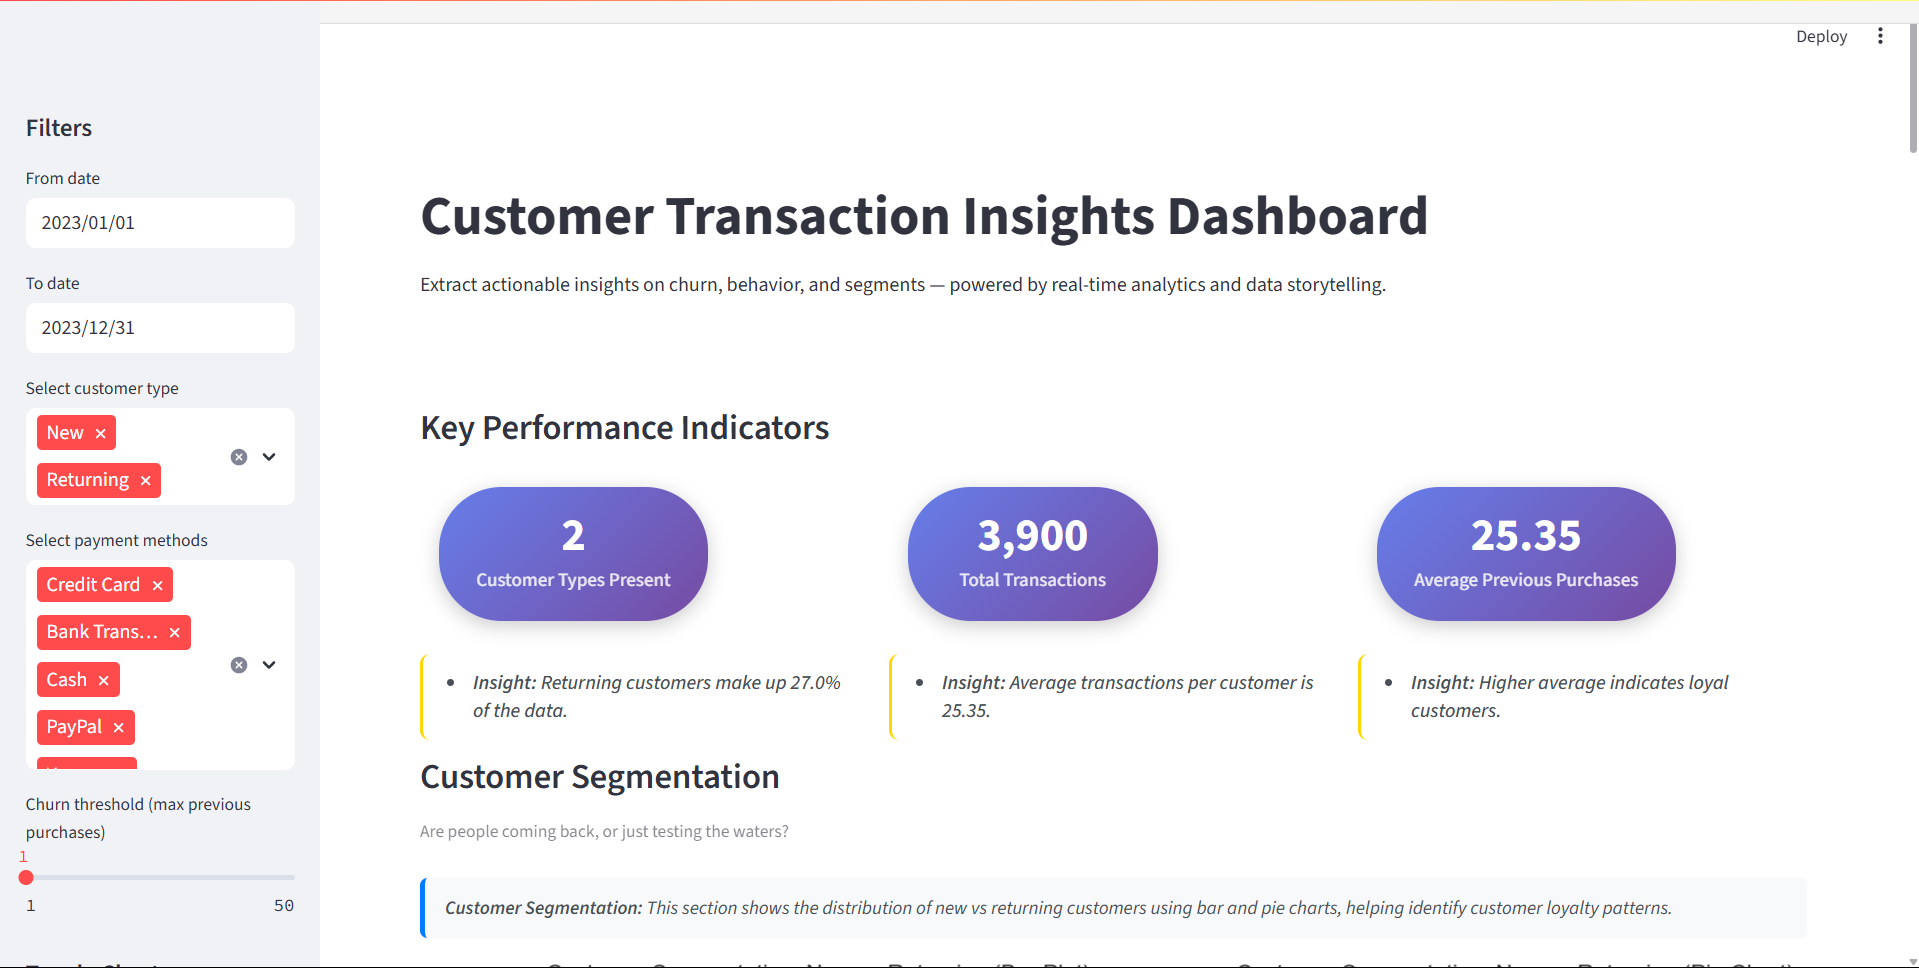 Deploy
Filters
From date
2023/01/01
To date
2023/12/31
Select customer type
New
Returning
Select payment methods
Credit Card
Bank Trans...
Cash
PayPal
Churn threshold (max previous
purchases)
1
1 50
Customer Transaction Insights Dashboard
Extract actionable insights on churn, behavior, and segments — powered by real-time analytics and data storytelling.
Key Performance Indicators
2
Customer Types Present
3,900
Total Transactions
25.35
Average Previous Purchases
Insight: Returning customers make up 27.0%
of the data.
Insight: Average transactions per customer is
25.35.
Insight: Higher average indicates loyal
customers.
Customer Segmentation
Are people coming back, or just testing the waters?
Customer Segmentation: This section shows the distribution of new vs returning customers using bar and pie charts, helping identify customer loyalty patterns.